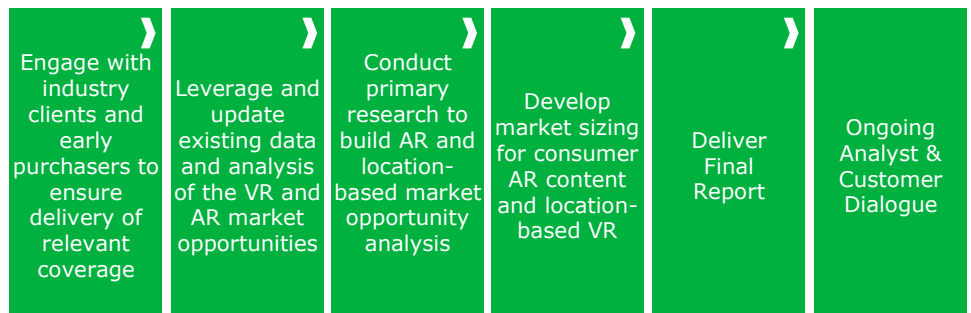 Engage with
industry
clients and
early
purchasers to
ensure
delivery of
relevant
coverage
Leverage and
update
existing data
and analysis
of the VR and
AR market
opportunities
Conduct
primary
research to
build AR and
location-
based market
opportunity
analysis
Develop
market sizing
for consumer
AR content
and location-
based VR
Deliver
Final
Report
Ongoing
Analyst &
Customer
Dialogue